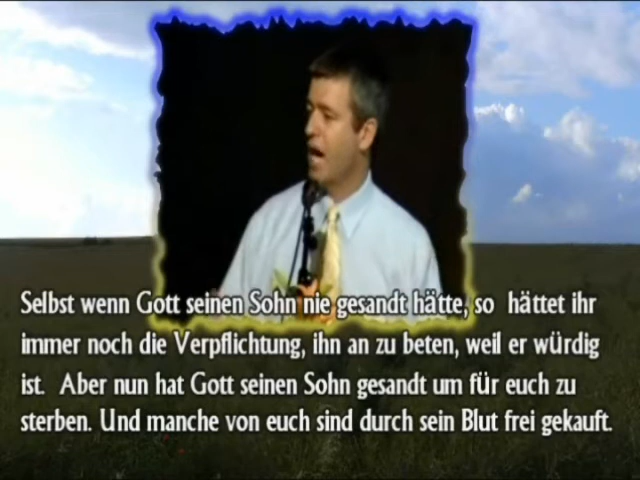 Selbst wenn Gott seinen Sohn nie gesandt hätte, so hättet ihr
immer noch die Verpflichtung, ihn an zu beten, weil er würdig
ist. Aber nun hat Gott seinen Sohn gesandt um für euch zu
sterben. Und manche von euch sind durch sein Blut frei gekauft.